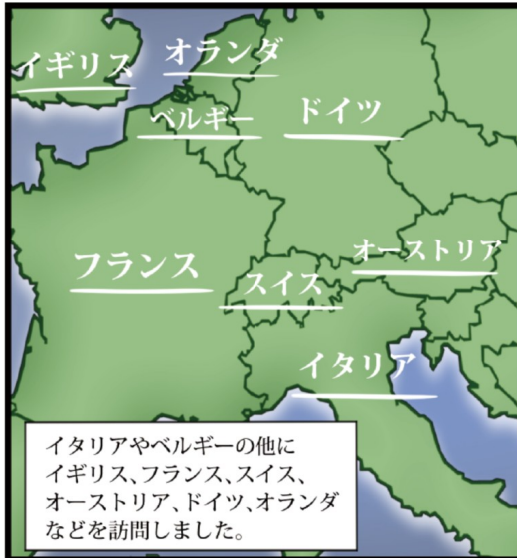 イギリス
オランダ
ベルギー
ドイツ
フランス
スイス
オーストリア
イタリア
イタリアやベルギーの他に
イギリス、フランス、スイス、
オーストリア、ドイツ、オランダ
などを訪問しました。